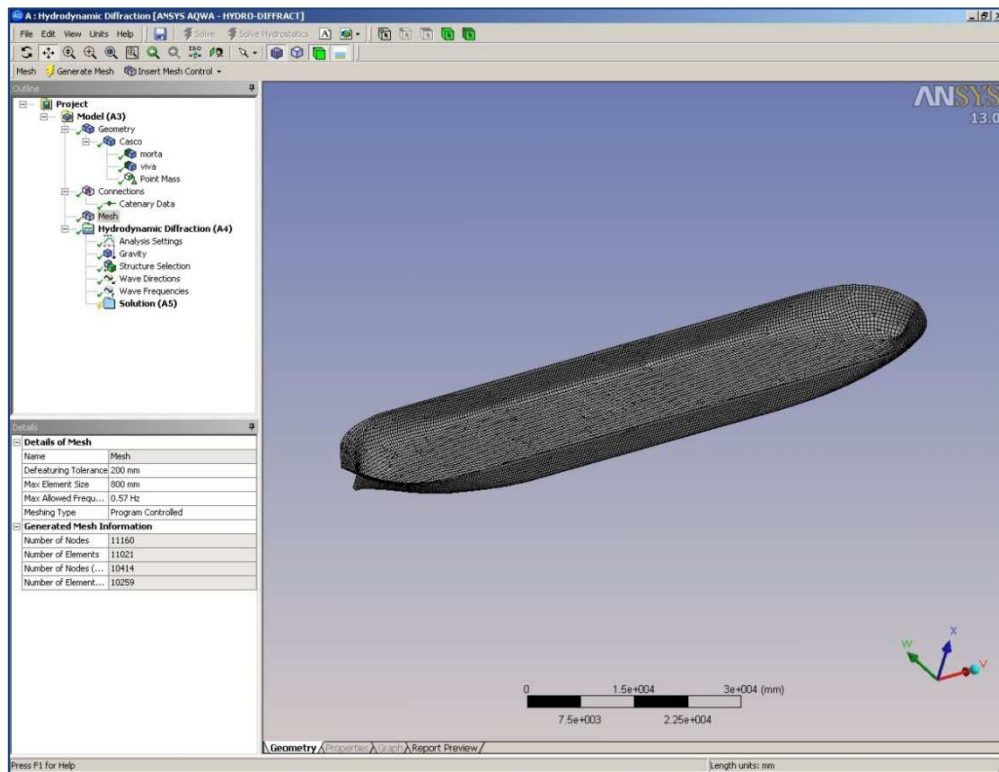 A : Hydrodynamic Diffraction [ANSYS AQWA - HYDRO-DIFFRACT]
File Edit View Units Help Solve Solve Hydrostatics A
ISO
Mesh Generate Mesh Insert Mesh Control
Outline
Project
Model (A3)
Geometry
Casco
morta
viva
Point Mass
Connections
Catenary Data
Mesh
Hydrodynamic Diffraction (A4)
Analysis Settings
Gravity
Structure Selection
Wave Directions
Wave Frequencies
Solution (A5)
Details
Details of Mesh
Name Mesh
Defeaturing Tolerance 200 mm
Max Element Size 800 mm
Max Allowed Frequ... 0.57 Hz
Meshing Type Program Controlled
Generated Mesh Information
Number of Nodes 11160
Number of Elements 11021
Number of Nodes (... 10414
Number of Element... 10259
ANSYS
13.0
W X V
0 1.5e+004 3e+004 (mm)
7.5e+003 2.25e+004
Geometry Properties Graph Report Preview
Press F1 for Help Length units: mm